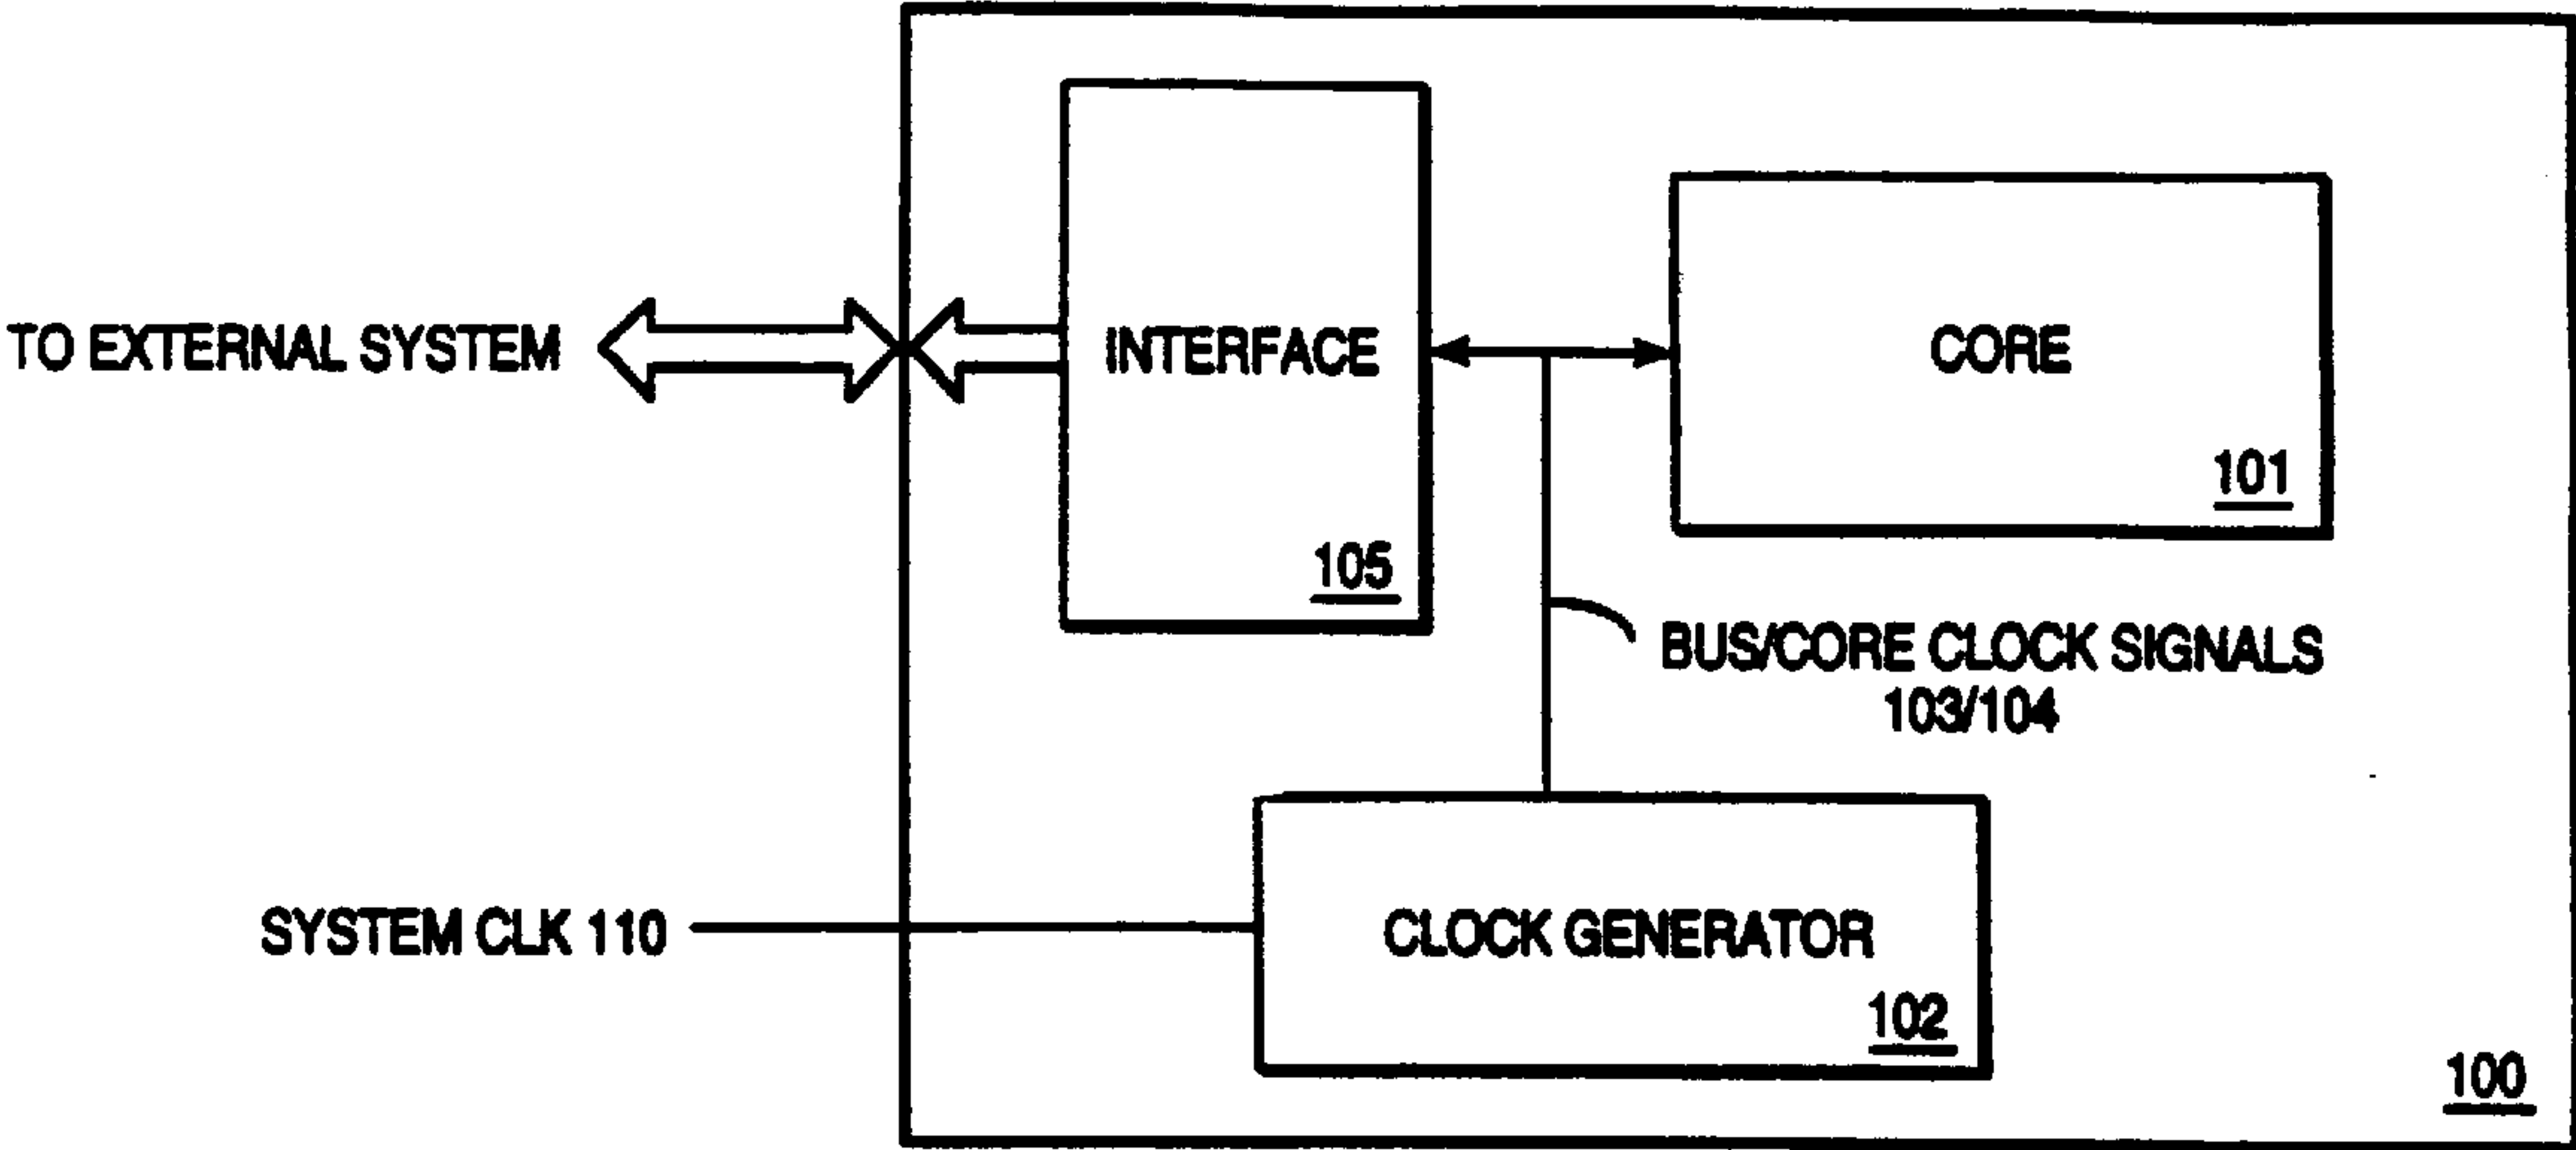 TO EXTERNAL SYSTEM
INTERFACE
105
CORE
101
BUS/CORE CLOCK SIGNALS
103/104
SYSTEM CLK 110
CLOCK GENERATOR
102
100